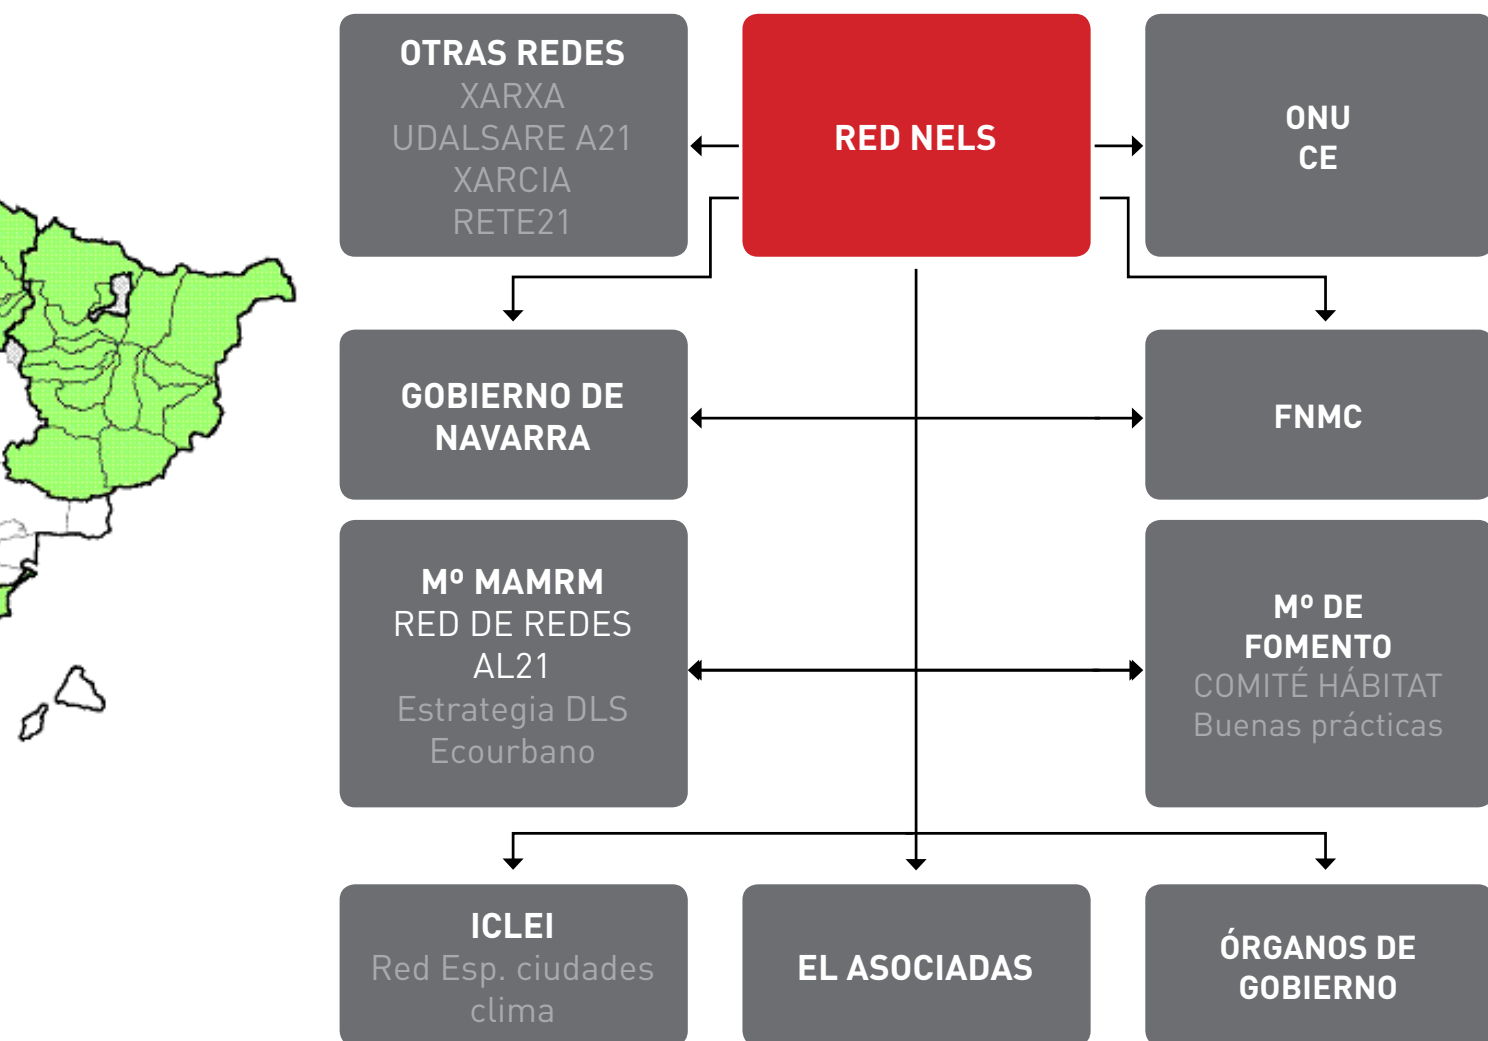 OTRAS REDES
XARXA
UDALSARE A21
XARCIA
RETE21
RED NELS
ONU
CE
GOBIERNO DE
NAVARRA
FNMC
Mº MAMRM
RED DE REDES
AL21
Estrategia DLS
Ecourbano
Mº DE
FOMENTO
COMITÉ HÁBITAT
Buenas prácticas
ICLEI
Red Esp. ciudades
clima
EL ASOCIADAS
ÓRGANOS DE
GOBIERNO